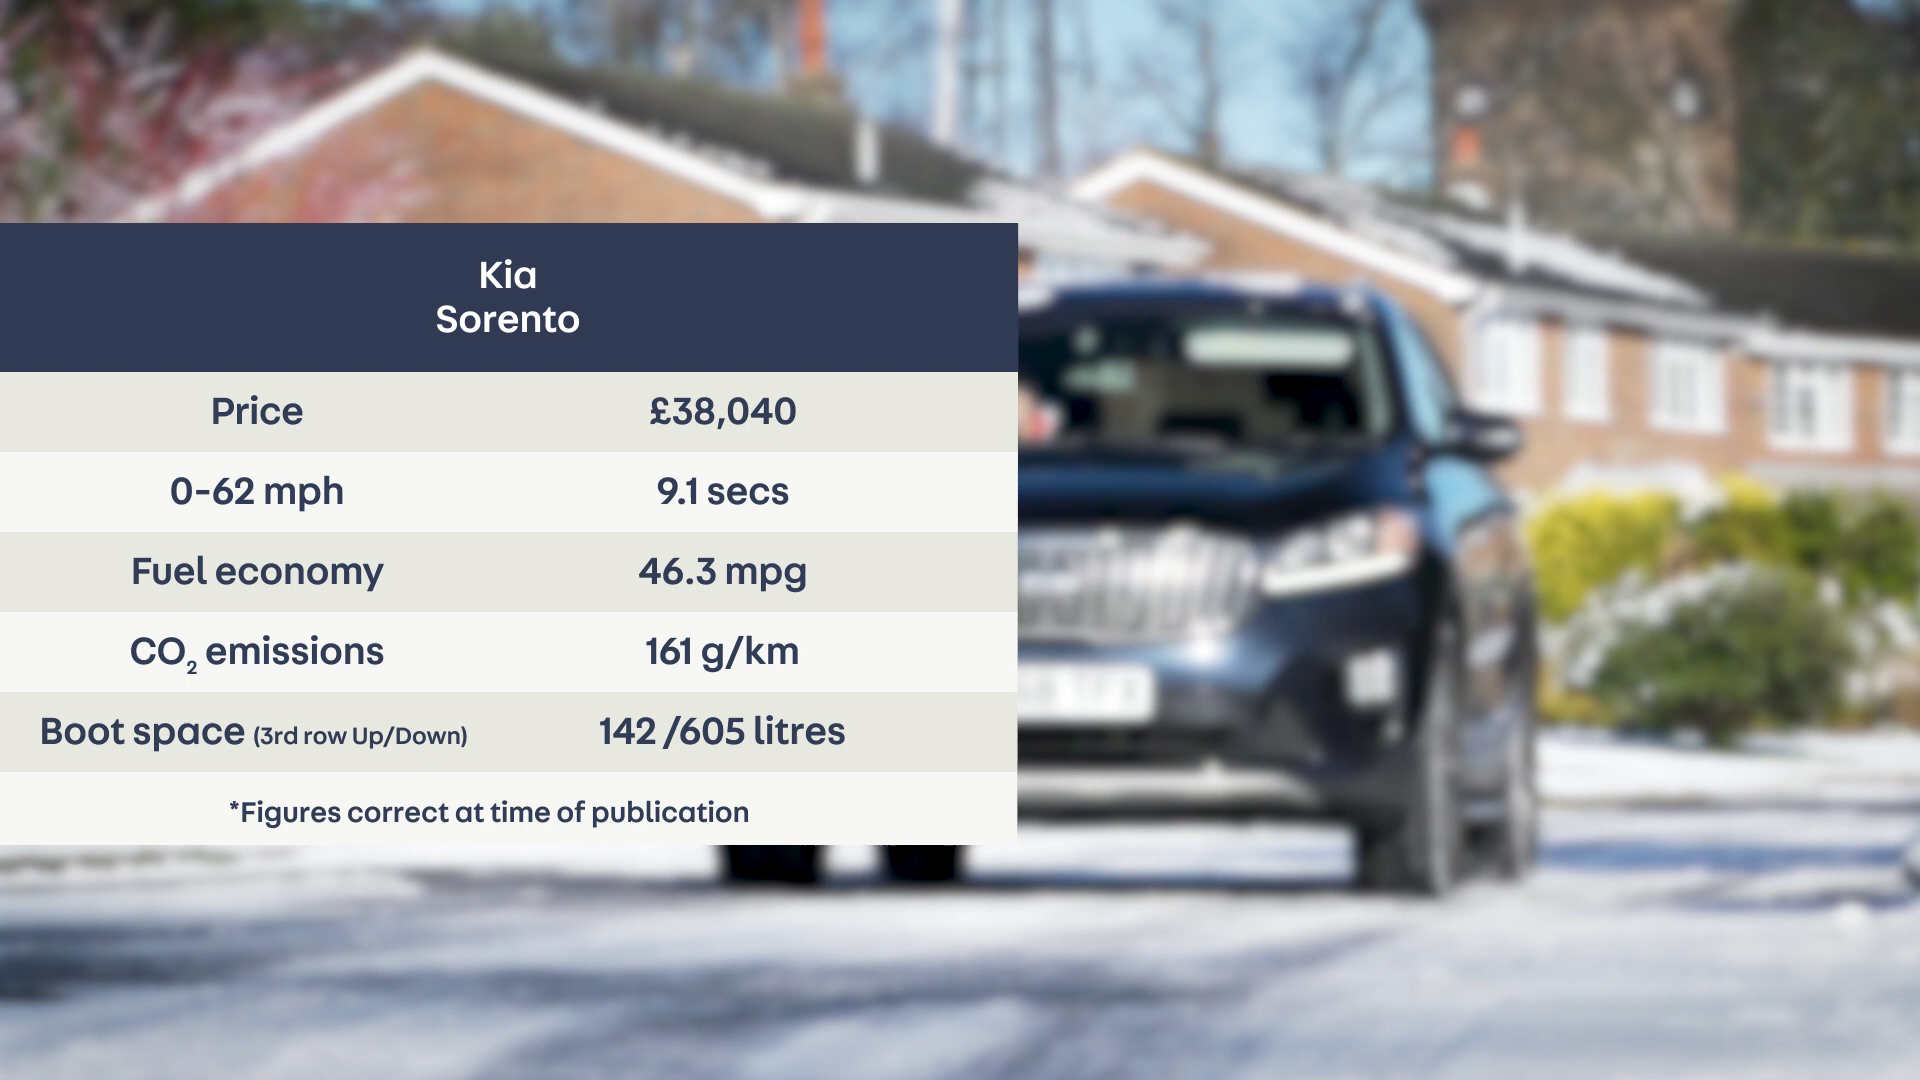 Kia
Sorento
Price £38,040
0-62 mph 9.1 secs
Fuel economy 46.3 mpg
CO₂ emissions 161 g/km
Boot space (3rd row Up/Down) 142 /605 litres
*Figures correct at time of publication